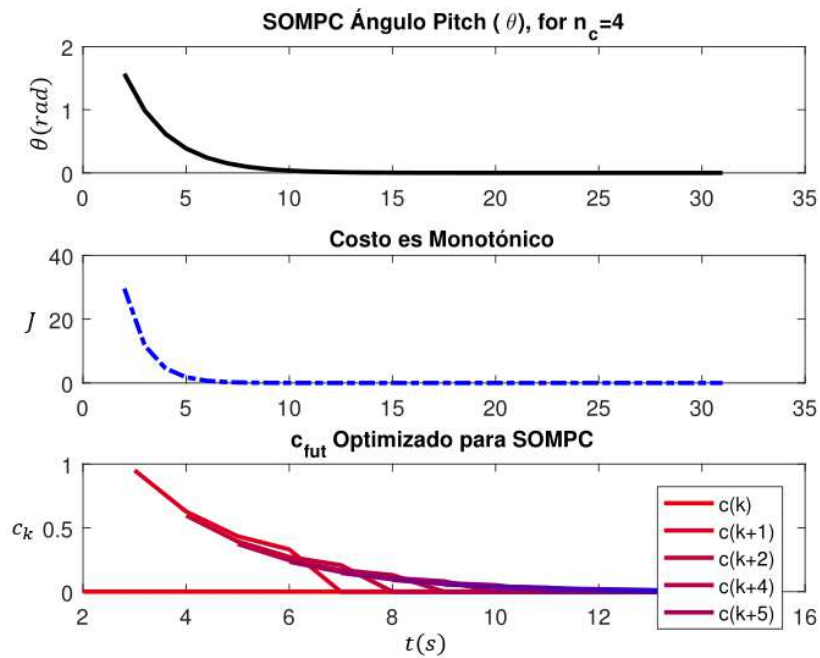 SOMPC Ángulo Pitch ( θ), for n_c=4
θ(rad)
2
1
0
0 5 10 15 20 25 30 35
Costo es Monotónico
J
40
20
0
0 5 10 15 20 25 30 35
c_fut Optimizado para SOMPC
c_k
1
0.5
0
c(k)
c(k+1)
c(k+2)
c(k+4)
c(k+5)
2 4 6 8 10 12 14 16
t(s)